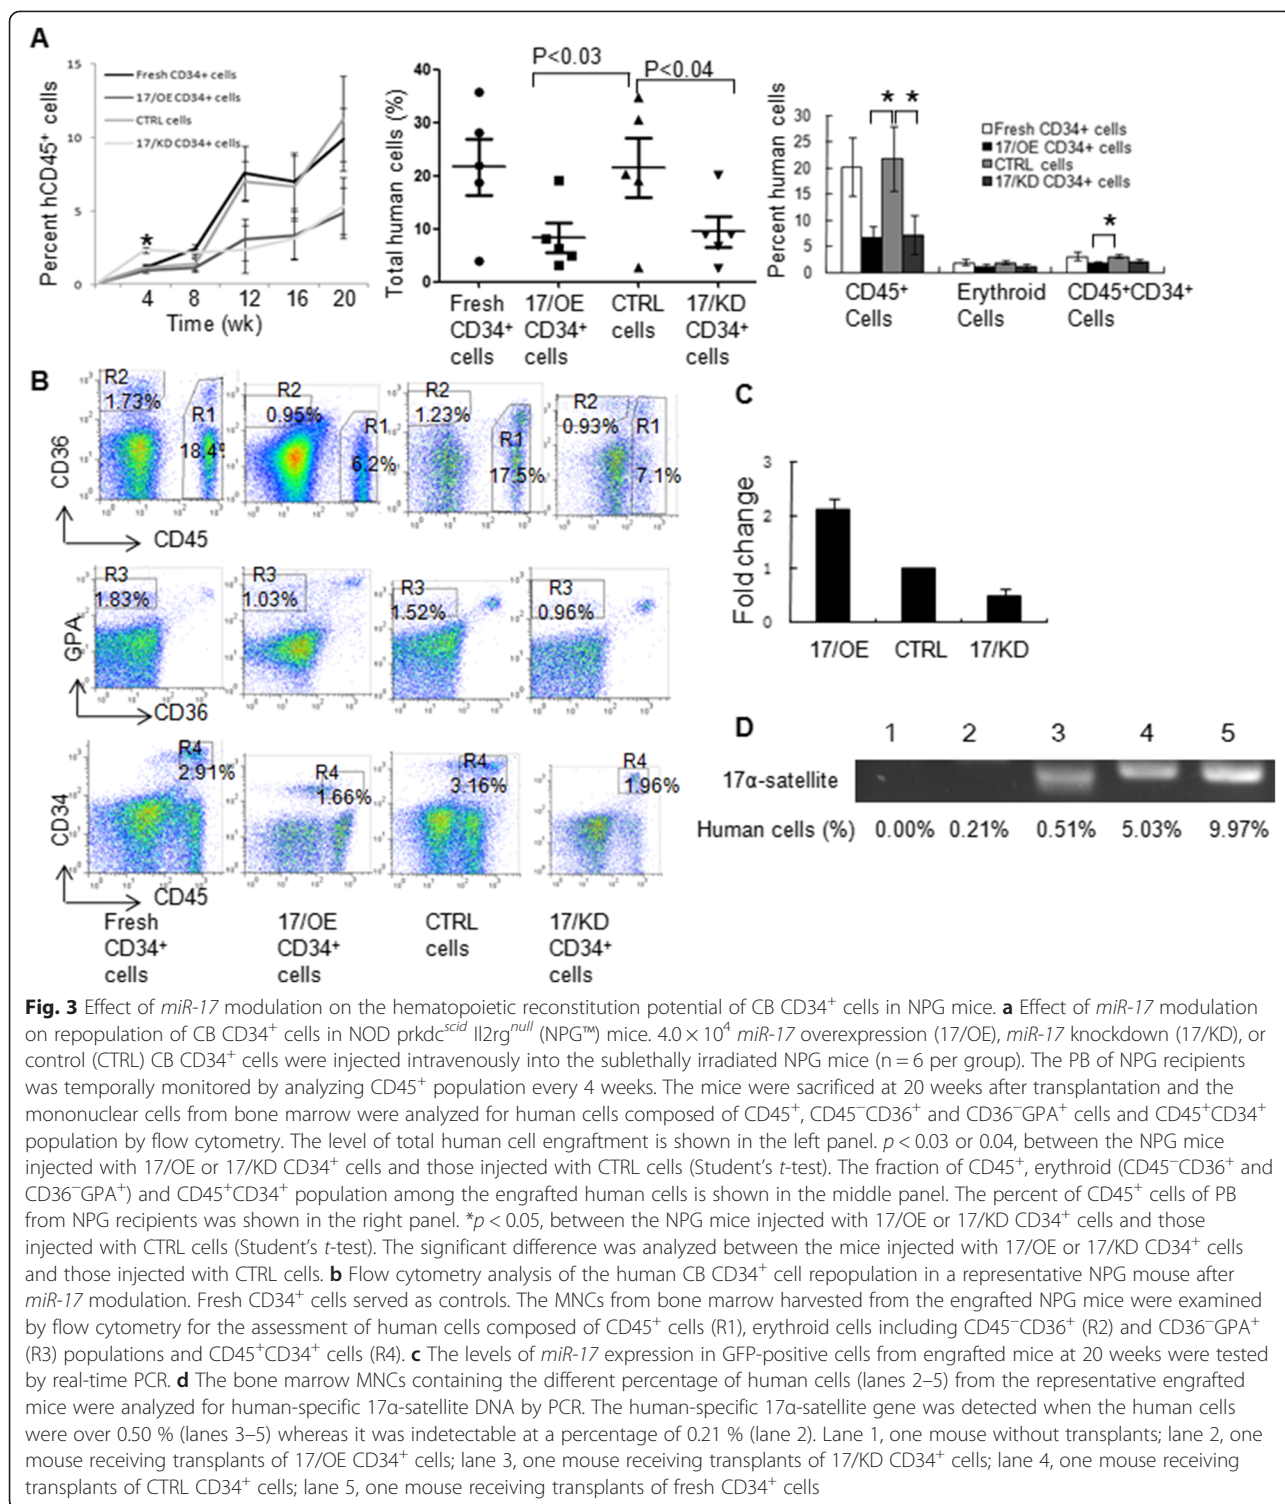 A
15
10
5
0
Percent hCD45⁺ cells
Fresh CD34+ cells
17/OE CD34+ cells
CTRL cells
17/KD CD34+ cells
*
4 8 12 16 20
Time (wk)
40
30
20
10
0
Total human cells (%)
P<0.03
P<0.04
Fresh CD34⁺ cells
17/OE CD34⁺ cells
CTRL cells
17/KD CD34⁺ cells
30
25
20
15
10
5
0
Percent human cells
* *
*
Fresh CD34+ cells
17/OE CD34+ cells
CTRL cells
17/KD CD34+ cells
CD45⁺ Cells
Erythroid Cells
CD45⁺CD34⁺ Cells
B
R2
1.73%
R1
18.4
R2
0.95%
R1
6.2%
R2
1.23%
R1
17.5%
R2
0.93%
R1
7.1%
CD36
CD45
R3
1.83%
R3
1.03%
R3
1.52%
R3
0.96%
GPA
CD36
R4
2.91%
R4
1.66%
R4
3.16%
R4
1.96%
CD34
CD45
Fresh CD34⁺ cells
17/OE CD34⁺ cells
CTRL cells
17/KD CD34⁺ cells
C
3
2
1
0
Fold change
17/OE CTRL 17/KD
D
1 2 3 4 5
17α-satellite
Human cells (%) 0.00% 0.21% 0.51% 5.03% 9.97%
Fig. 3 Effect of miR-17 modulation on the hematopoietic reconstitution potential of CB CD34⁺ cells in NPG mice. a Effect of miR-17 modulation
on repopulation of CB CD34⁺ cells in NOD prkdcˢᶜⁱᵈ Il2rgⁿᵘˡˡ (NPG™) mice. 4.0 × 10⁴ miR-17 overexpression (17/OE), miR-17 knockdown (17/KD), or
control (CTRL) CB CD34⁺ cells were injected intravenously into the sublethally irradiated NPG mice (n = 6 per group). The PB of NPG recipients
was temporally monitored by analyzing CD45⁺ population every 4 weeks. The mice were sacrificed at 20 weeks after transplantation and the
mononuclear cells from bone marrow were analyzed for human cells composed of CD45⁺, CD45⁻CD36⁺ and CD36⁻GPA⁺ cells and CD45⁺CD34⁺
population by flow cytometry. The level of total human cell engraftment is shown in the left panel. p < 0.03 or 0.04, between the NPG mice
injected with 17/OE or 17/KD CD34⁺ cells and those injected with CTRL cells (Student's t-test). The fraction of CD45⁺, erythroid (CD45⁻CD36⁺ and
CD36⁻GPA⁺) and CD45⁺CD34⁺ population among the engrafted human cells is shown in the middle panel. The percent of CD45⁺ cells of PB
from NPG recipients was shown in the right panel. *p < 0.05, between the NPG mice injected with 17/OE or 17/KD CD34⁺ cells and those
injected with CTRL cells (Student's t-test). The significant difference was analyzed between the mice injected with 17/OE or 17/KD CD34⁺ cells
and those injected with CTRL cells. b Flow cytometry analysis of the human CB CD34⁺ cell repopulation in a representative NPG mouse after
miR-17 modulation. Fresh CD34⁺ cells served as controls. The MNCs from bone marrow harvested from the engrafted NPG mice were examined
by flow cytometry for the assessment of human cells composed of CD45⁺ cells (R1), erythroid cells including CD45⁻CD36⁺ (R2) and CD36⁻GPA⁺
(R3) populations and CD45⁺CD34⁺ cells (R4). c The levels of miR-17 expression in GFP-positive cells from engrafted mice at 20 weeks were tested
by real-time PCR. d The bone marrow MNCs containing the different percentage of human cells (lanes 2–5) from the representative engrafted
mice were analyzed for human-specific 17α-satellite DNA by PCR. The human-specific 17α-satellite gene was detected when the human cells
were over 0.50 % (lanes 3–5) whereas it was indetectable at a percentage of 0.21 % (lane 2). Lane 1, one mouse without transplants; lane 2, one
mouse receiving transplants of 17/OE CD34⁺ cells; lane 3, one mouse receiving transplants of 17/KD CD34⁺ cells; lane 4, one mouse receiving
transplants of CTRL CD34⁺ cells; lane 5, one mouse receiving transplants of fresh CD34⁺ cells